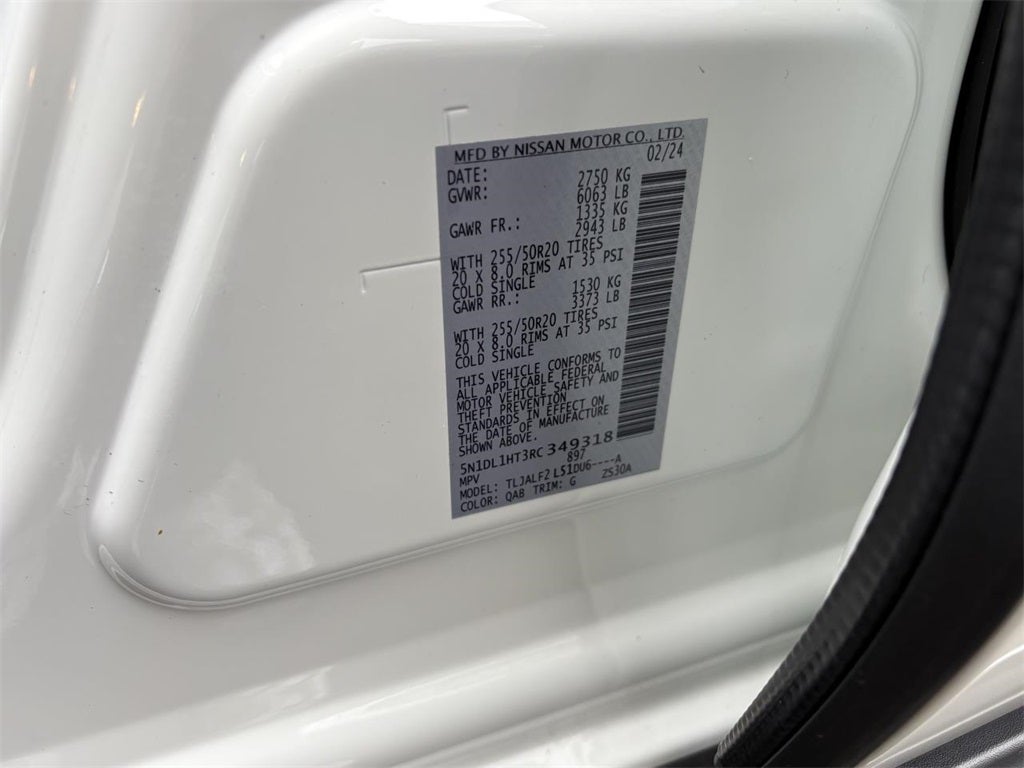 MFD BY NISSAN MOTOR CO., LTD.
DATE: 02/24
GVWR: 2750 KG
6063 LB
GAWR FR.: 1335 KG
2943 LB
WITH 255/50R20 TIRES
20 X 8.0 RIMS AT 35 PSI
COLD SINGLE
GAWR RR.: 1530 KG
3373 LB
WITH 255/50R20 TIRES
20 X 8.0 RIMS AT 35 PSI
COLD SINGLE
THIS VEHICLE CONFORMS TO
ALL APPLICABLE FEDERAL
MOTOR VEHICLE SAFETY AND
THEFT PREVENTION
STANDARDS IN EFFECT ON
THE DATE OF MANUFACTURE
SHOWN ABOVE.
5N1DL1HT3RC349318
MPV 897
MODEL: TLJALF2 L51DU6----A
COLOR: QAB TRIM: G ZS30A